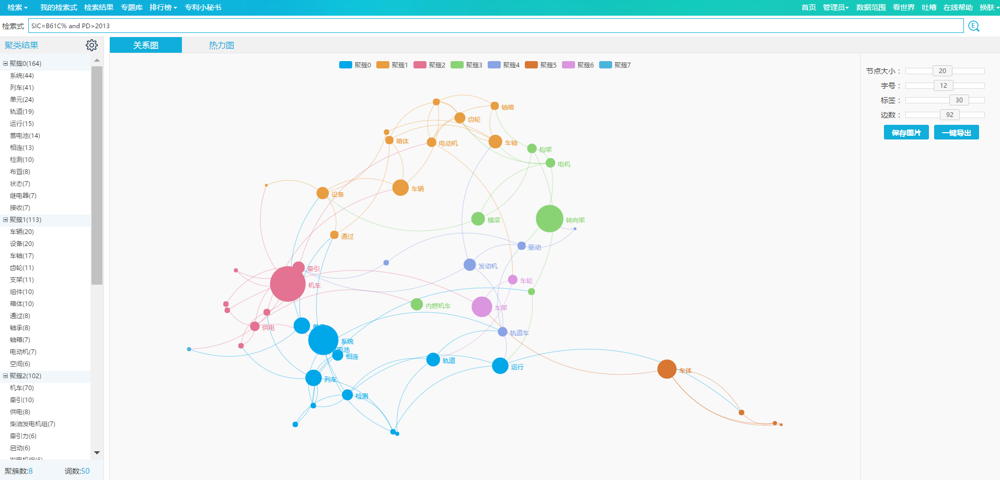 检索 我的检索式 检索结果 专题库 排行榜 专利小秘书 首页 管理员 数据范围 看世界 吐槽 在线帮助 换肤
检索式 SIC=B61C% and PD>2013
聚类结果
关系图 热力图
聚簇0(164)
系统(44)
列车(41)
单元(24)
轨道(19)
运行(15)
蓄电池(14)
相连(13)
检测(10)
布置(8)
状态(7)
继电器(7)
接收(7)
聚簇1(113)
车辆(20)
设备(20)
车轴(17)
齿轮(11)
支架(11)
组件(10)
箱体(10)
通过(8)
轴承(8)
轴箱(7)
电动机(7)
空间(6)
聚簇2(102)
机车(70)
牵引(10)
供电(8)
柴油发电机组(7)
牵引力(6)
启动(6)
发电机组(6)
聚簇数:8 词数:50
聚簇0 聚簇1 聚簇2 聚簇3 聚簇4 聚簇5 聚簇6 聚簇7
轴箱
齿轮
箱体
电动机
车轴
构架
电机
车辆
设备
横梁
转向架
通过
驱动
发动机
牵引
机车
车轮
内燃机车
车架
供电
单元
轨道车
系统
电池
相连
轨道
运行
列车
检测
车体
节点大小： 20
字号： 12
标签： 30
边数： 92
保存图片 一键导出